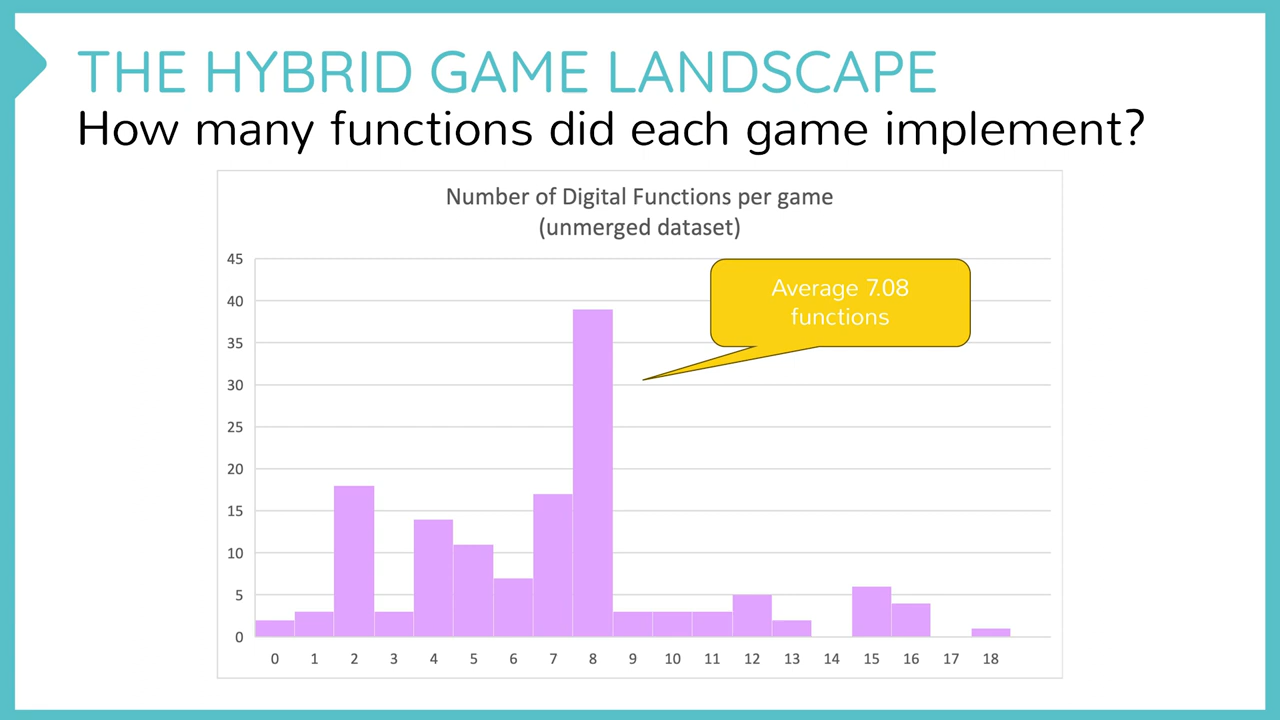 THE HYBRID GAME LANDSCAPE
How many functions did each game implement?
Number of Digital Functions per game
(unmerged dataset)
45
40
35
30
25
20
15
10
5
0
Average 7.08
functions
0 1 2 3 4 5 6 7 8 9 10 11 12 13 14 15 16 17 18